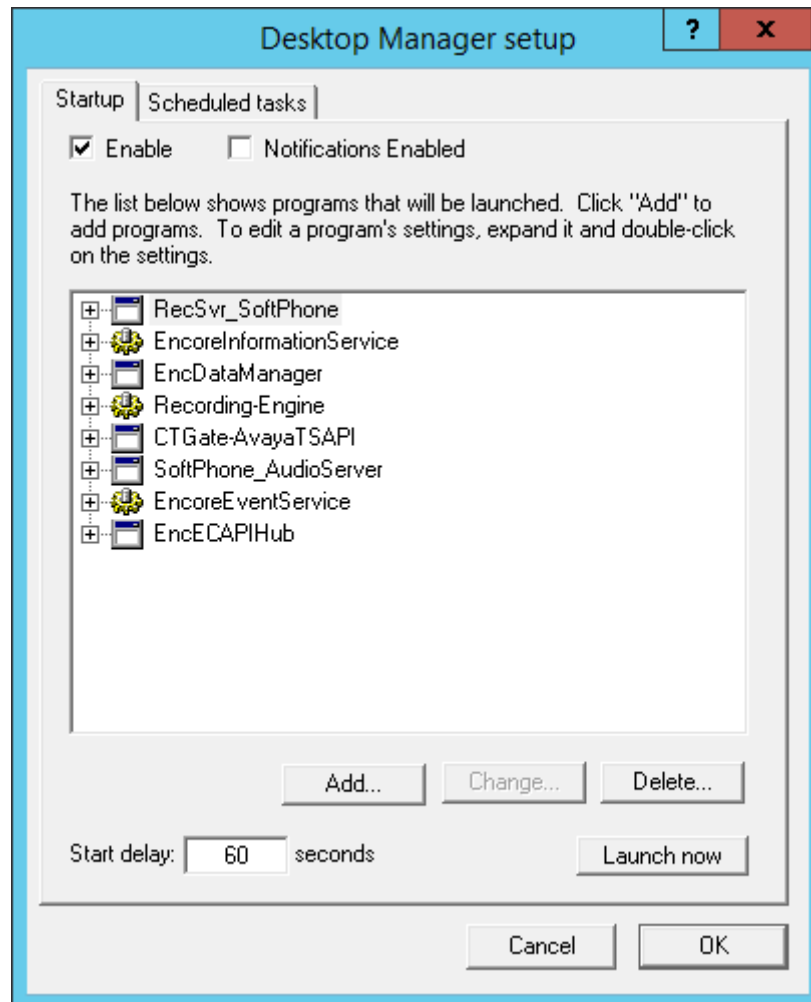 Desktop Manager setup
?
x
Startup
Scheduled tasks
Enable
Notifications Enabled
The list below shows programs that will be launched. Click "Add" to
add programs. To edit a program's settings, expand it and double-click
on the settings.
RecSvr_SoftPhone
EncoreInformationService
EncDataManager
Recording-Engine
CTGate-AvayaTSAPI
SoftPhone_AudioServer
EncoreEventService
EncECAPIHub
Add...
Change...
Delete...
Start delay: 60 seconds
Launch now
Cancel
OK